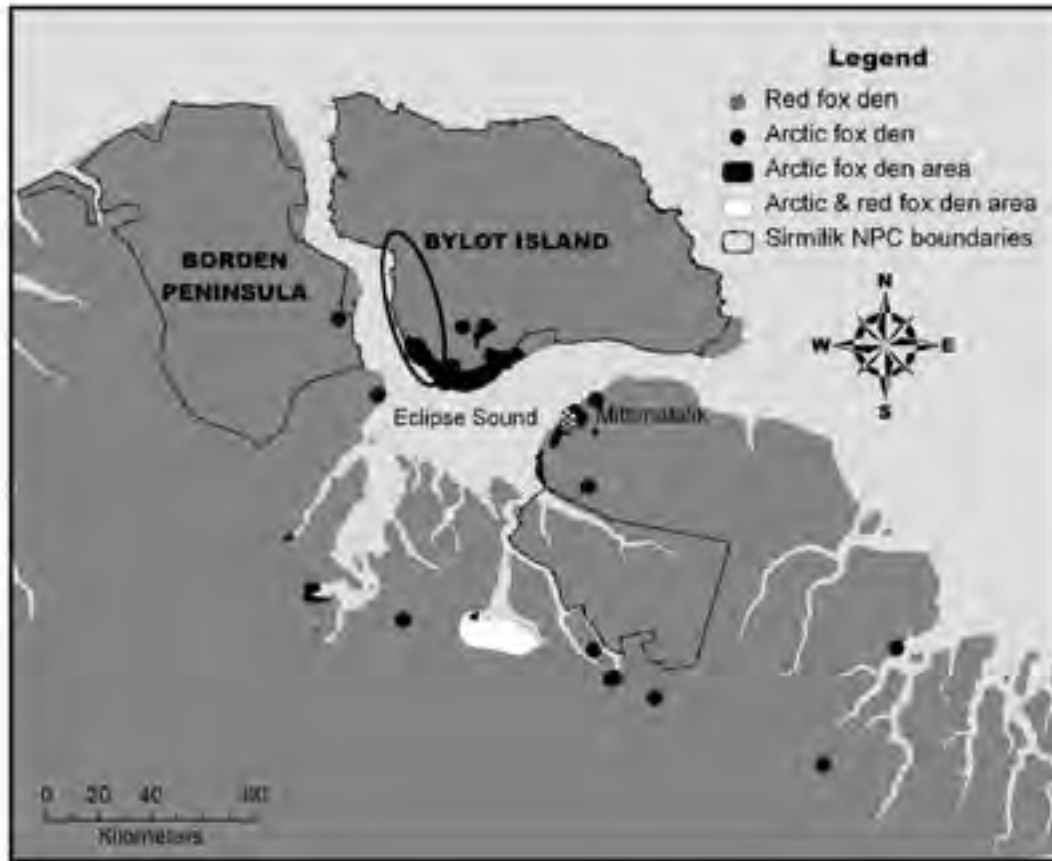 Legend
Red fox den
Arctic fox den
Arctic fox den area
Arctic & red fox den area
Sirmilik NPC boundaries
BYLOT ISLAND
BORDEN
PENINSULA
N
W
E
S
Eclipse Sound
Mittimatalik
0 20 40 80
Kilometers